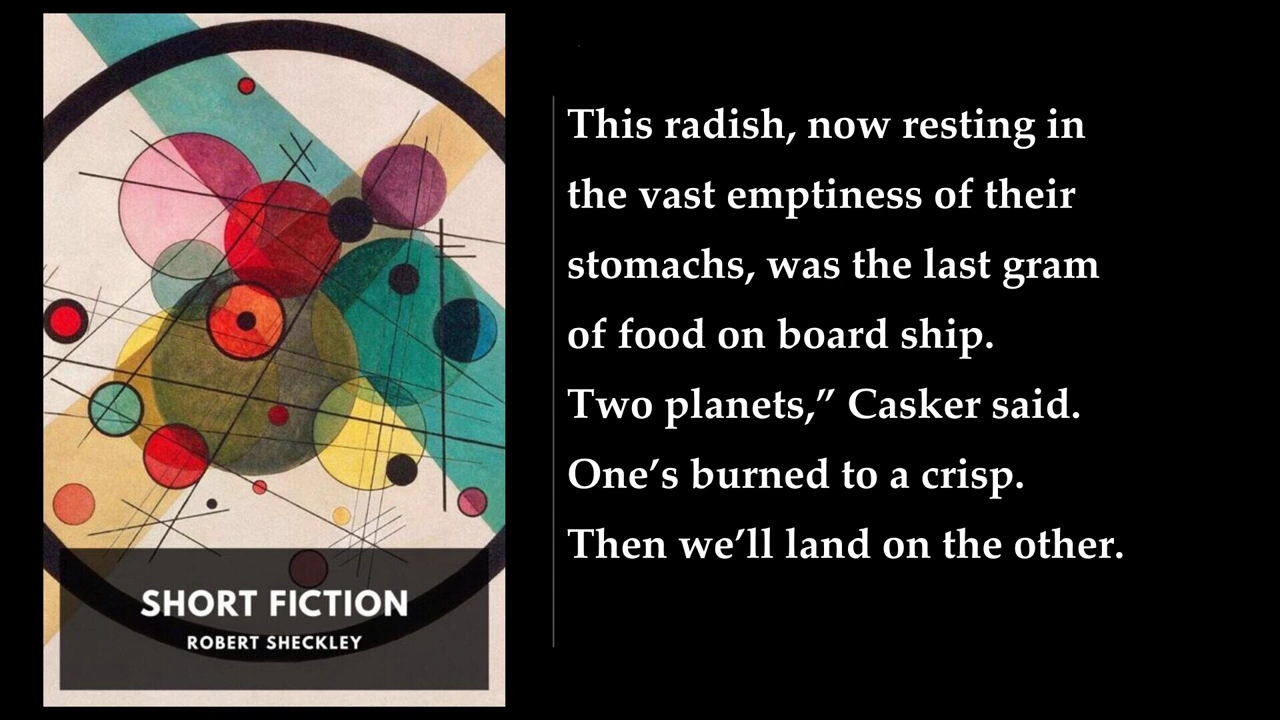 SHORT FICTION
ROBERT SHECKLEY
This radish, now resting in
the vast emptiness of their
stomachs, was the last gram
of food on board ship.
Two planets,” Casker said.
One’s burned to a crisp.
Then we’ll land on the other.